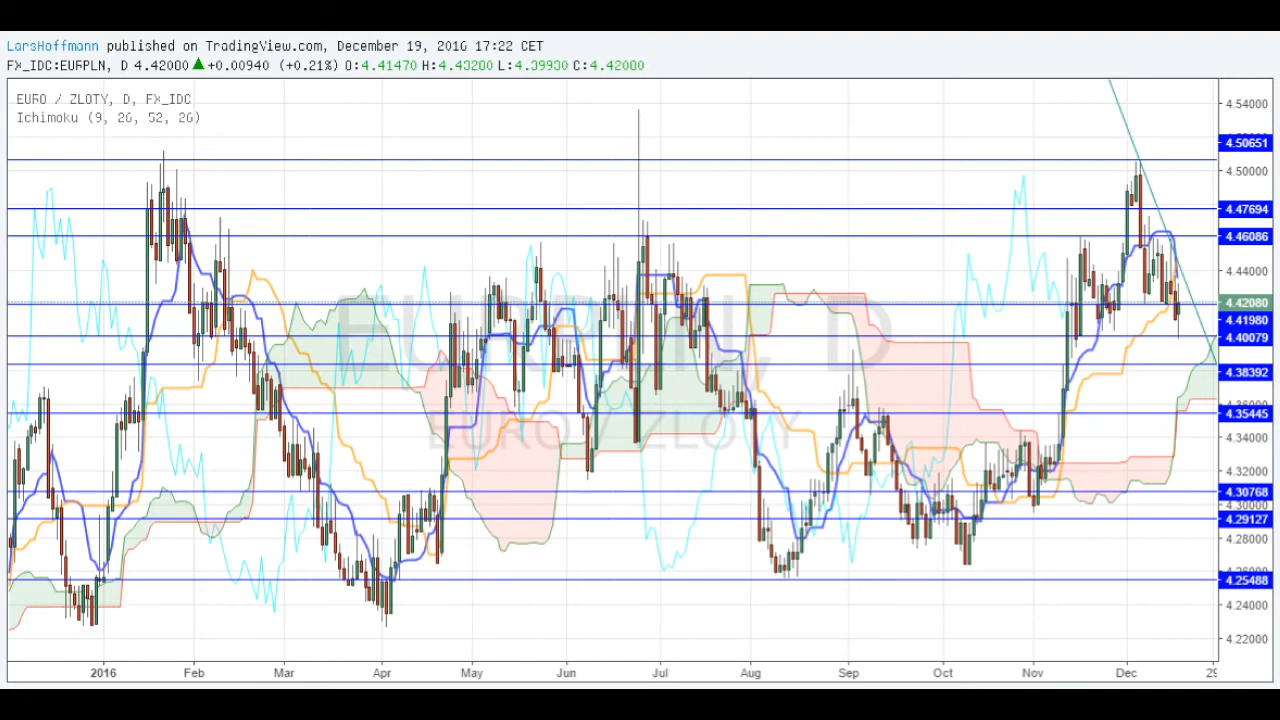 LarsHoffmann published on TradingView.com, December 19, 2016 17:22 CET
FX_IDC:EURPLN, D 4.42000 ▲ +0.00940 (+0.21%) O:4.41470 H:4.43200 L:4.39930 C:4.42000
EURO / ZLOTY, D, FX_IDC
Ichimoku (9, 26, 52, 26)
EURPLN, D
EURO / ZLOTY
4.54000
4.50651
4.50000
4.47694
4.46086
4.44000
4.42080
4.41980
4.40079
4.38392
4.35445
4.34000
4.32000
4.30768
4.30000
4.29127
4.28000
4.25488
4.24000
4.22000
2016 Feb Mar Apr May Jun Jul Aug Sep Oct Nov Dec